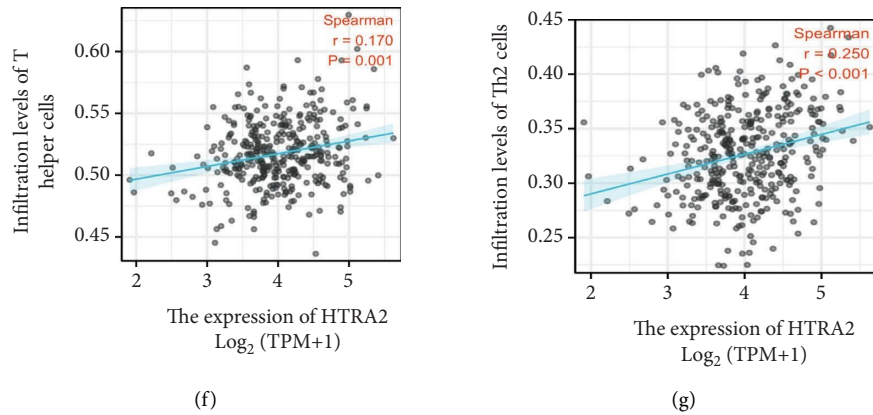 Infiltration levels of T
helper cells
0.60
0.55
0.50
0.45
Spearman
r = 0.170
P = 0.001
2
3
4
5
The expression of HTRA2
Log₂ (TPM+1)
(f)
Infiltration levels of Th2 cells
0.45
0.40
0.35
0.30
0.25
Spearman
r = 0.250
P < 0.001
2
3
4
5
The expression of HTRA2
Log₂ (TPM+1)
(g)